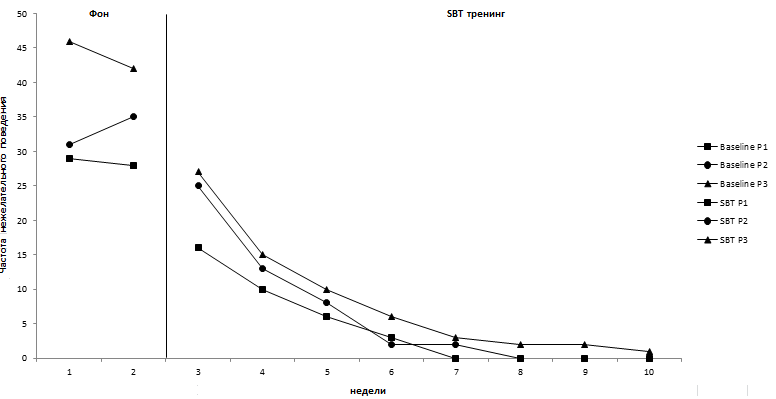 Фон
SBT тренинг
50
45
40
35
30
25
20
15
10
5
0
Частота нежелательного поведения
1 2 3 4 5 6 7 8 9 10
недели
Baseline P1
Baseline P2
Baseline P3
SBT P1
SBT P2
SBT P3